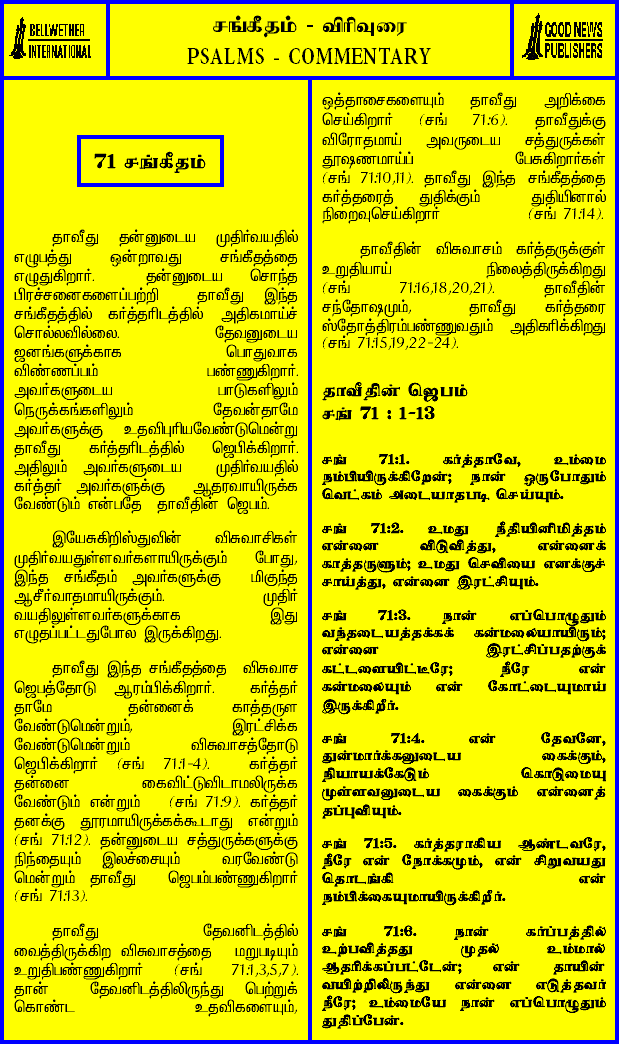 BELLWETHER
INTERNATIONAL
சங்கீதம் - விரிவுரை
PSALMS - COMMENTARY
GOOD NEWS
PUBLISHERS
71 சங்கீதம்
தாவீது தன்னுடைய முதிர்வயதில்
எழுபத்து ஒன்றாவது சங்கீதத்தை
எழுதுகிறார். தன்னுடைய சொந்த
பிரச்சனைகளைப்பற்றி தாவீது இந்த
சங்கீதத்தில் கர்த்தரிடத்தில் அதிகமாய்ச்
சொல்லவில்லை. தேவனுடைய
ஜனங்களுக்காக பொதுவாக
விண்ணப்பம் பண்ணுகிறார்.
அவர்களுடைய பாடுகளிலும்
நெருக்கங்களிலும் தேவன்தாமே
அவர்களுக்கு உதவிபுரியவேண்டுமென்று
தாவீது கர்த்தரிடத்தில் ஜெபிக்கிறார்.
அதிலும் அவர்களுடைய முதிர்வயதில்
கர்த்தர் அவர்களுக்கு ஆதரவாயிருக்க
வேண்டும் என்பதே தாவீதின் ஜெபம்.
இயேசுகிறிஸ்துவின் விசுவாசிகள்
முதிர்வயதுள்ளவர்களாயிருக்கும் போது,
இந்த சங்கீதம் அவர்களுக்கு மிகுந்த
ஆசீர்வாதமாயிருக்கும். முதிர்
வயதிலுள்ளவர்களுக்காக இது
எழுதப்பட்டதுபோல இருக்கிறது.
தாவீது இந்த சங்கீதத்தை விசுவாச
ஜெபத்தோடு ஆரம்பிக்கிறார். கர்த்தர்
தாமே தன்னைக் காத்தருள
வேண்டுமென்றும், இரட்சிக்க
வேண்டுமென்றும் விசுவாசத்தோடு
ஜெபிக்கிறார் (சங் 71:1-4). கர்த்தர்
தன்னை கைவிட்டுவிடாமலிருக்க
வேண்டும் என்றும் (சங் 71:9). கர்த்தர்
தனக்கு தூரமாயிருக்கக்கூடாது என்றும்
(சங் 71:12). தன்னுடைய சத்துருக்களுக்கு
நிந்தையும் இலச்சையும் வரவேண்டு
மென்றும் தாவீது ஜெபம்பண்ணுகிறார்
(சங் 71:13).
தாவீது தேவனிடத்தில்
வைத்திருக்கிற விசுவாசத்தை மறுபடியும்
உறுதிபண்ணுகிறார் (சங் 71:1,3,5,7).
தான் தேவனிடத்திலிருந்து பெற்றுக்
கொண்ட உதவிகளையும்,
ஒத்தாசைகளையும் தாவீது அறிக்கை
செய்கிறார் (சங் 71:6). தாவீதுக்கு
விரோதமாய் அவருடைய சத்துருக்கள்
தூஷணமாய்ப் பேசுகிறார்கள்
(சங் 71:10,11). தாவீது இந்த சங்கீதத்தை
கர்த்தரைத் துதிக்கும் துதியினால்
நிறைவுசெய்கிறார் (சங் 71:14).
தாவீதின் விசுவாசம் கர்த்தருக்குள்
உறுதியாய் நிலைத்திருக்கிறது
(சங் 71:16,18,20,21). தாவீதின்
சந்தோஷமும், தாவீது கர்த்தரை
ஸ்தோத்திரம்பண்ணுவதும் அதிகரிக்கிறது
(சங் 71:15,19,22-24).
தாவீதின் ஜெபம்
சங் 71 : 1-13
சங் 71:1. கர்த்தாவே, உம்மை
நம்பியிருக்கிறேன்; நான் ஒருபோதும்
வெட்கம் அடையாதபடி செய்யும்.
சங் 71:2. உமது நீதியினிமித்தம்
என்னை விடுவித்து, என்னைக்
காத்தருளும்; உமது செவியை எனக்குச்
சாய்த்து, என்னை இரட்சியும்.
சங் 71:3. நான் எப்பொழுதும்
வந்தடையத்தக்கக் கன்மலையாயிரும்;
என்னை இரட்சிப்பதற்குக்
கட்டளையிட்டீரே; நீரே என்
கன்மலையும் என் கோட்டையுமாய்
இருக்கிறீர்.
சங் 71:4. என் தேவனே,
துன்மார்க்கனுடைய கைக்கும்,
நியாயக்கேடும் கொடுமையு
முள்ளவனுடைய கைக்கும் என்னைத்
தப்புவியும்.
சங் 71:5. கர்த்தராகிய ஆண்டவரே,
நீரே என் நோக்கமும், என் சிறுவயது
தொடங்கி என்
நம்பிக்கையுமாயிருக்கிறீர்.
சங் 71:6. நான் கர்ப்பத்தில்
உற்பவித்தது முதல் உம்மால்
ஆதரிக்கப்பட்டேன்; என் தாயின்
வயிற்றிலிருந்து என்னை எடுத்தவர்
நீரே; உம்மையே நான் எப்பொழுதும்
துதிப்பேன்.